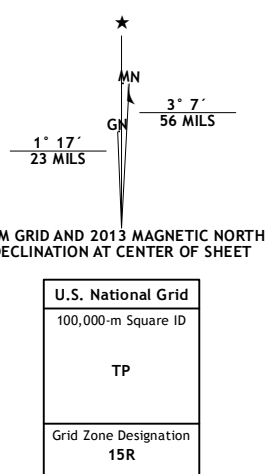 ★
MN
3° 7´
56 MILS
GN
1° 17´
23 MILS
M GRID AND 2013 MAGNETIC NORTH
DECLINATION AT CENTER OF SHEET
U.S. National Grid
100,000-m Square ID
TP
Grid Zone Designation
15R